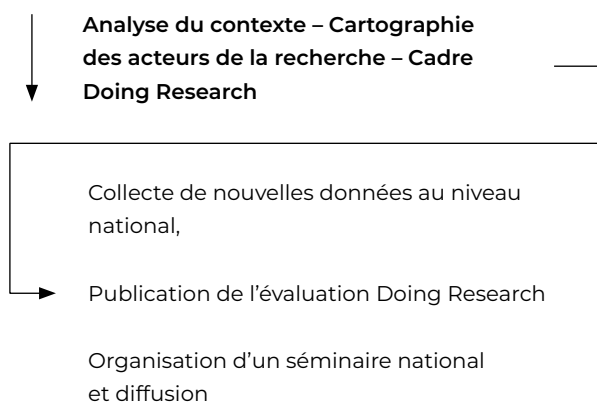 Analyse du contexte – Cartographie
des acteurs de la recherche – Cadre
Doing Research
Collecte de nouvelles données au niveau
national,
Publication de l’évaluation Doing Research
Organisation d’un séminaire national
et diffusion